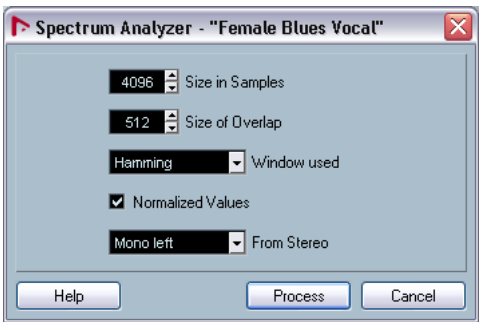 Spectrum Analyzer - "Female Blues Vocal"
4096 Size in Samples
512 Size of Overlap
Hamming Window used
Normalized Values
Mono left From Stereo
Help Process Cancel